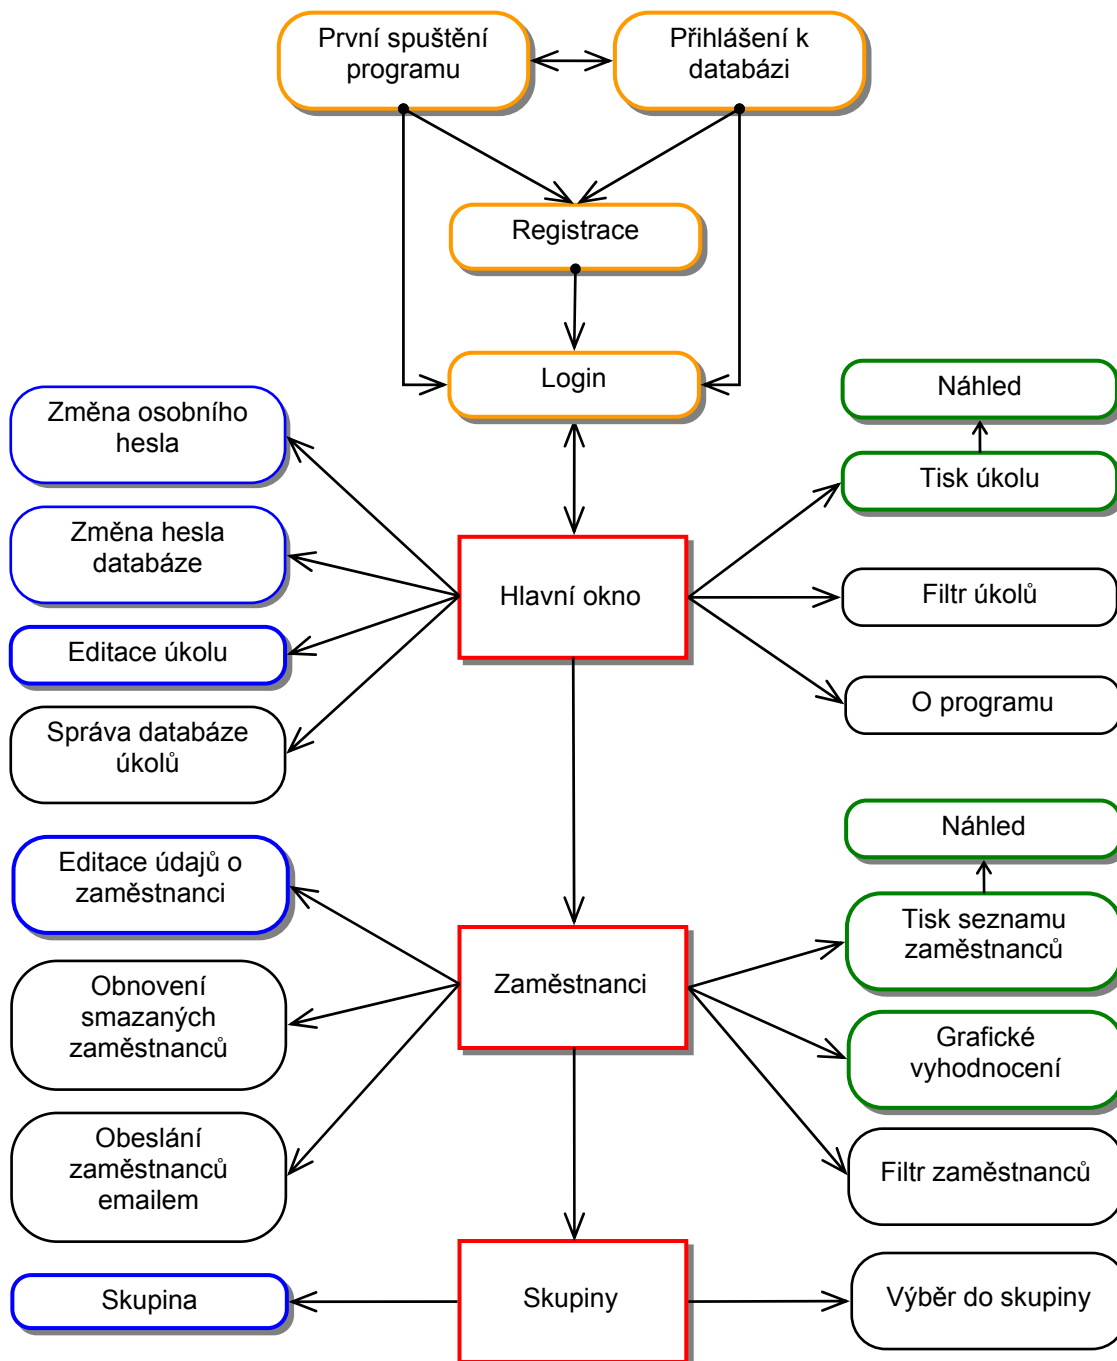 První spuštění
programu
Přihlášení k
databázi
Registrace
Login
Změna osobního
hesla
Změna hesla
databáze
Editace úkolu
Správa databáze
úkolů
Hlavní okno
Náhled
Tisk úkolu
Filtr úkolů
O programu
Editace údajů o
zaměstnanci
Obnovení
smazaných
zaměstnanců
Obeslání
zaměstnanců
emailem
Zaměstnanci
Náhled
Tisk seznamu
zaměstnanců
Grafické
vyhodnocení
Filtr zaměstnanců
Skupina
Skupiny
Výběr do skupiny